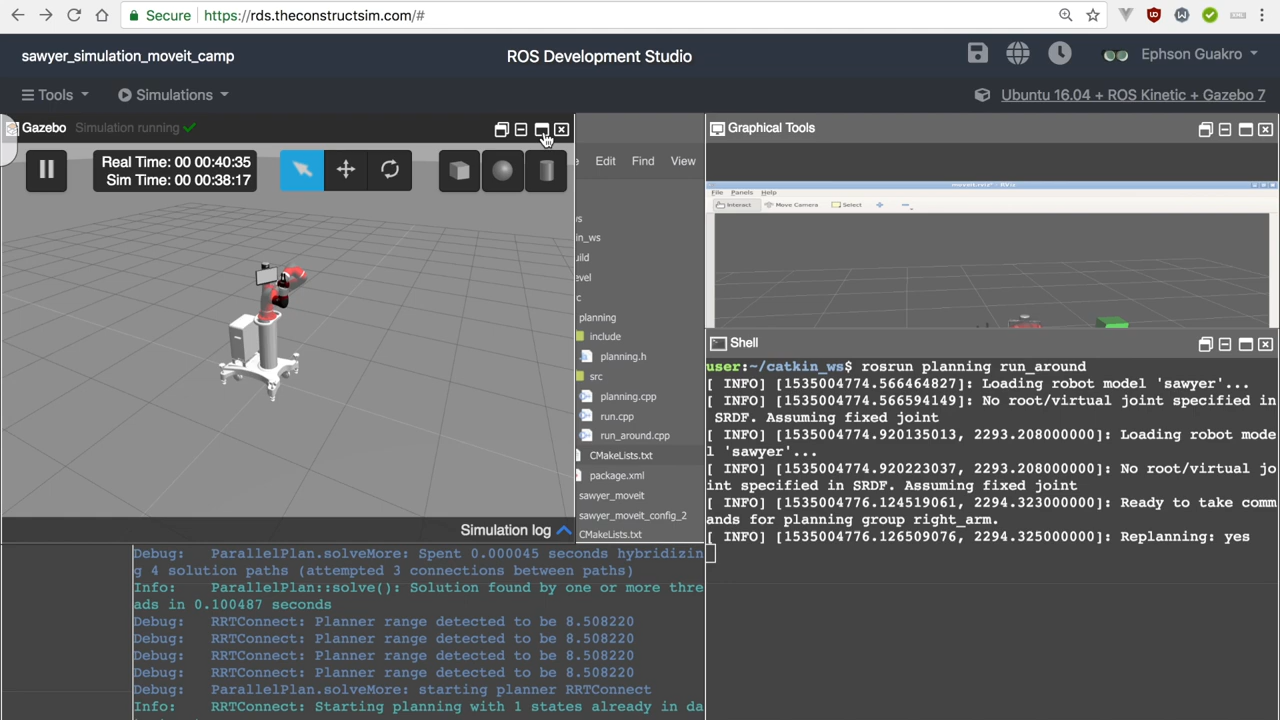 Secure
https://rds.theconstructsim.com/#
sawyer_simulation_moveit_camp
ROS Development Studio
Ephson Guakro
Tools
Simulations
Ubuntu 16.04 + ROS Kinetic + Gazebo 7
Gazebo
Simulation running
Real Time: 00 00:40:35
Sim Time: 00 00:38:17
Simulation log
e Edit Find View
s
in_ws
uild
evel
c
planning
include
planning.h
src
planning.cpp
run.cpp
run_around.cpp
CMakeLists.txt
package.xml
sawyer_moveit
sawyer_moveit_config_2
CMakeLists.txt
Debug: ParallelPlan.solveMore: Spent 0.000045 seconds hybridizin
g 4 solution paths (attempted 3 connections between paths)
Info: ParallelPlan::solve(): Solution found by one or more thre
ads in 0.100487 seconds
Debug: RRTConnect: Planner range detected to be 8.508220
Debug: RRTConnect: Planner range detected to be 8.508220
Debug: RRTConnect: Planner range detected to be 8.508220
Debug: RRTConnect: Planner range detected to be 8.508220
Debug: ParallelPlan.solveMore: starting planner RRTConnect
Info: RRTConnect: Starting planning with 1 states already in da
Graphical Tools
moveit.rviz* - RViz
File Panels Help
Interact Move Camera Select
Shell
user:~/catkin_ws$ rosrun planning run_around
[ INFO] [1535004774.566464827]: Loading robot model 'sawyer'...
[ INFO] [1535004774.566594149]: No root/virtual joint specified in
SRDF. Assuming fixed joint
[ INFO] [1535004774.920135013, 2293.208000000]: Loading robot mode
l 'sawyer'...
[ INFO] [1535004774.920223037, 2293.208000000]: No root/virtual jo
int specified in SRDF. Assuming fixed joint
[ INFO] [1535004776.124519061, 2294.323000000]: Ready to take comm
ands for planning group right_arm.
[ INFO] [1535004776.126509076, 2294.325000000]: Replanning: yes